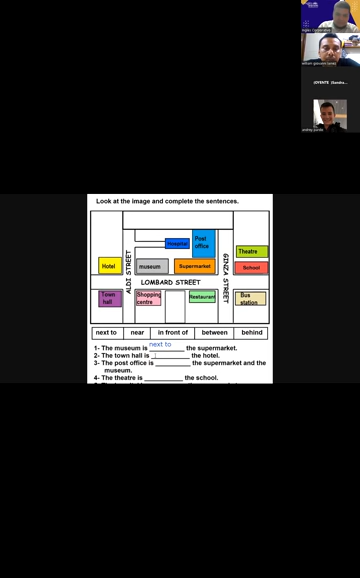 Look at the image and complete the sentences.
Hospital
Post
office
Theatre
Hotel
ALDI STREET
museum
Supermarket
GINZA STREET
School
LOMBARD STREET
Town
hall
Shopping
centre
Restaurant
Bus
station
next to near in front of between behind
next to
1- The museum is __________ the supermarket.
2- The town hall is __________ the hotel.
3- The post office is __________ the supermarket and the
museum.
4- The theatre is __________ the school.